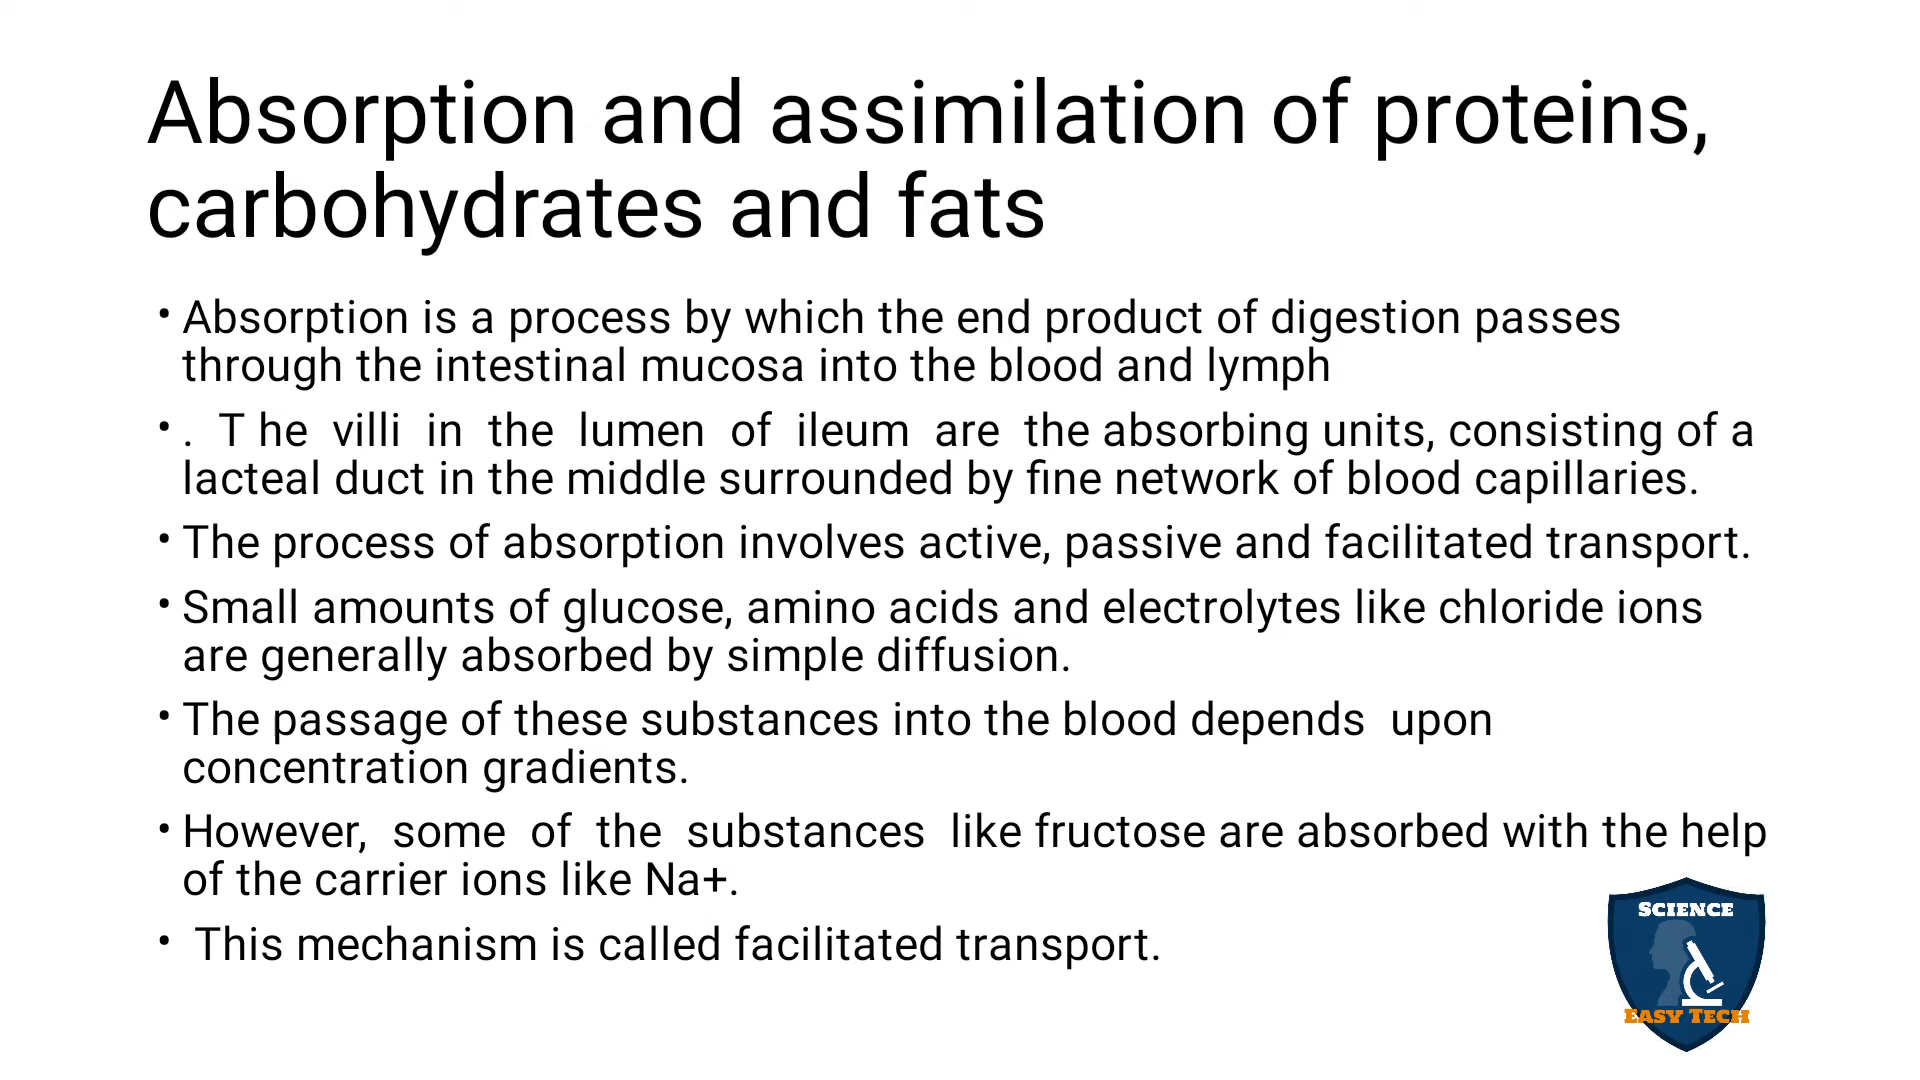 Absorption and assimilation of proteins,
carbohydrates and fats
• Absorption is a process by which the end product of digestion passes
through the intestinal mucosa into the blood and lymph
• . T he villi in the lumen of ileum are the absorbing units, consisting of a
lacteal duct in the middle surrounded by fine network of blood capillaries.
• The process of absorption involves active, passive and facilitated transport.
• Small amounts of glucose, amino acids and electrolytes like chloride ions
are generally absorbed by simple diffusion.
• The passage of these substances into the blood depends upon
concentration gradients.
• However, some of the substances like fructose are absorbed with the help
of the carrier ions like Na+.
• This mechanism is called facilitated transport.
SCIENCE
EASY TECH